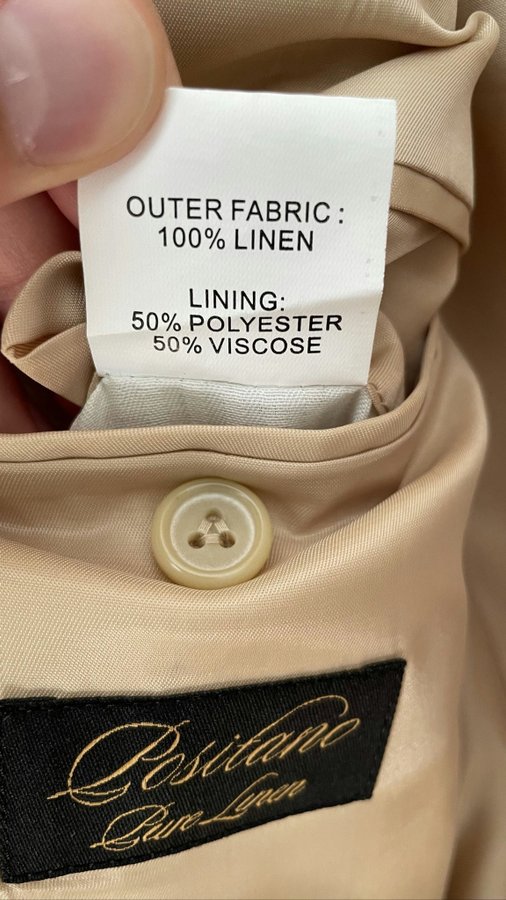 OUTER FABRIC :
100% LINEN
LINING:
50% POLYESTER
50% VISCOSE
Positano
Pure Linen